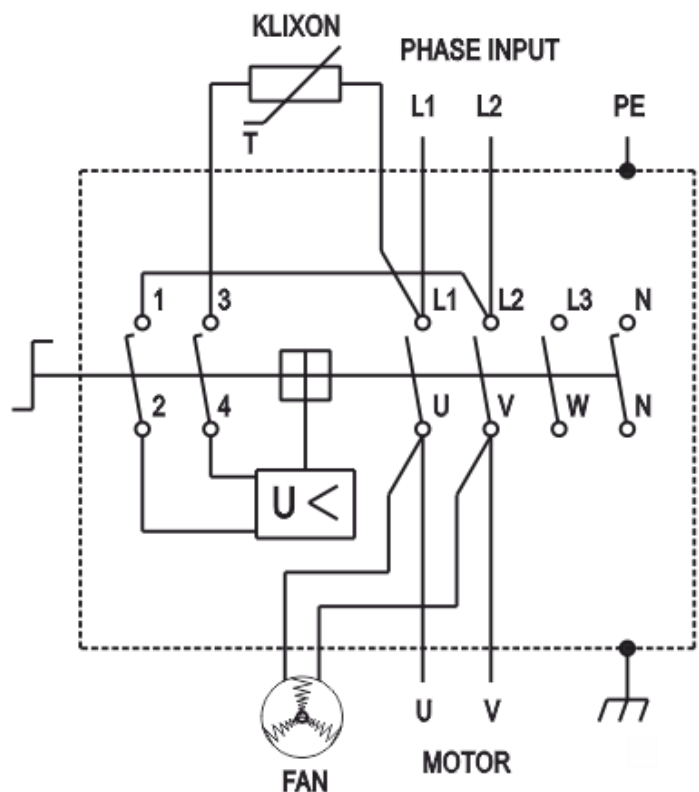 KLIXON
PHASE INPUT
T
L1 L2 PE
1 3 L1 L2 L3 N
2 4 U V W N
U <
U V
MOTOR
FAN